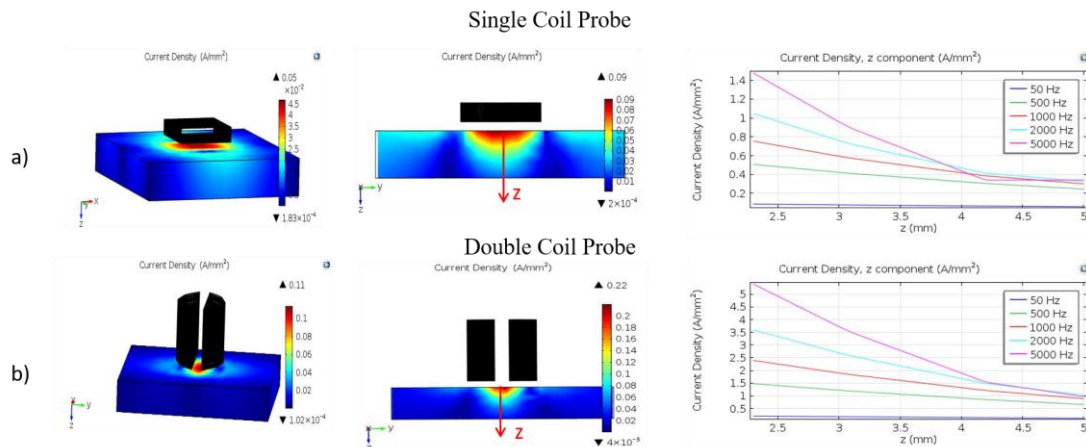 Single Coil Probe
a)
Current Density (A/mm²)
0.05
×10⁻²
4.5
4
3.5
3
2.5
2
1.83×10⁻⁴
x
z
Current Density (A/mm²)
0.09
0.09
0.08
0.07
0.06
0.05
0.04
0.03
0.02
0.01
2×10⁻⁴
z
y
z
Current Density, z component (A/mm²)
Current Density (A/mm²)
1.4
1.2
1
0.8
0.6
0.4
0.2
50 Hz
500 Hz
1000 Hz
2000 Hz
5000 Hz
2.5 3 3.5 4 4.5 5
z (mm)
Double Coil Probe
b)
Current Density (A/mm²)
0.11
0.1
0.08
0.06
0.04
0.02
1.02×10⁻⁴
y
z
Current Density (A/mm²)
0.22
0.2
0.18
0.16
0.14
0.12
0.1
0.08
0.06
0.04
0.02
z
y
z
Current Density, z component (A/mm²)
Current Density (A/mm²)
5
4.5
4
3.5
3
2.5
2
1.5
1
0.5
50 Hz
500 Hz
1000 Hz
2000 Hz
5000 Hz
2.5 3 3.5 4 4.5 5
z (mm)